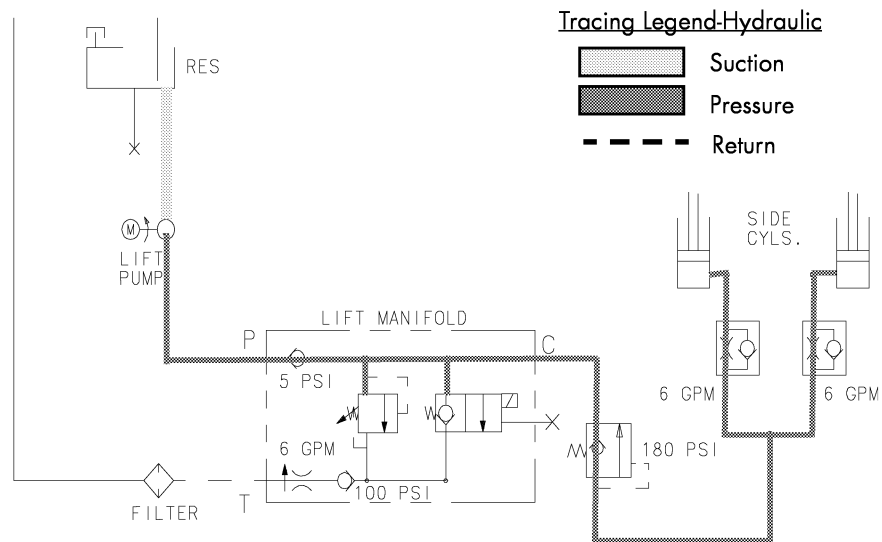 Tracing Legend-Hydraulic
Suction
Pressure
Return
RES
M
LIFT
PUMP
SIDE
CYLS.
LIFT MANIFOLD
P
C
5 PSI
6 GPM
6 GPM
6 GPM
180 PSI
100 PSI
T
FILTER